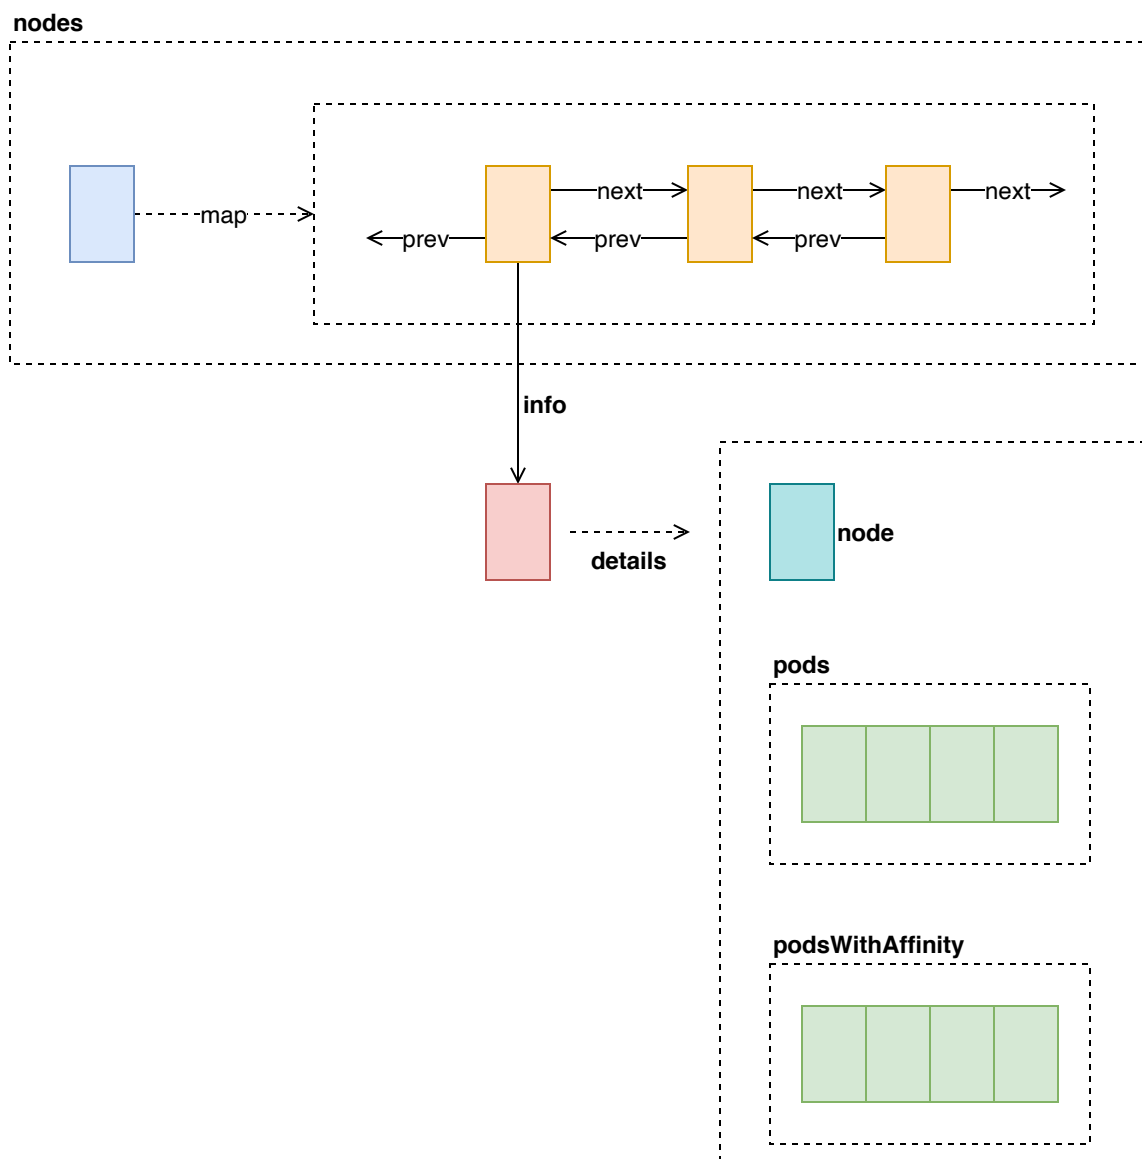 nodes
next
next
next
map
prev
prev
prev
info
node
details
pods
podsWithAffinity